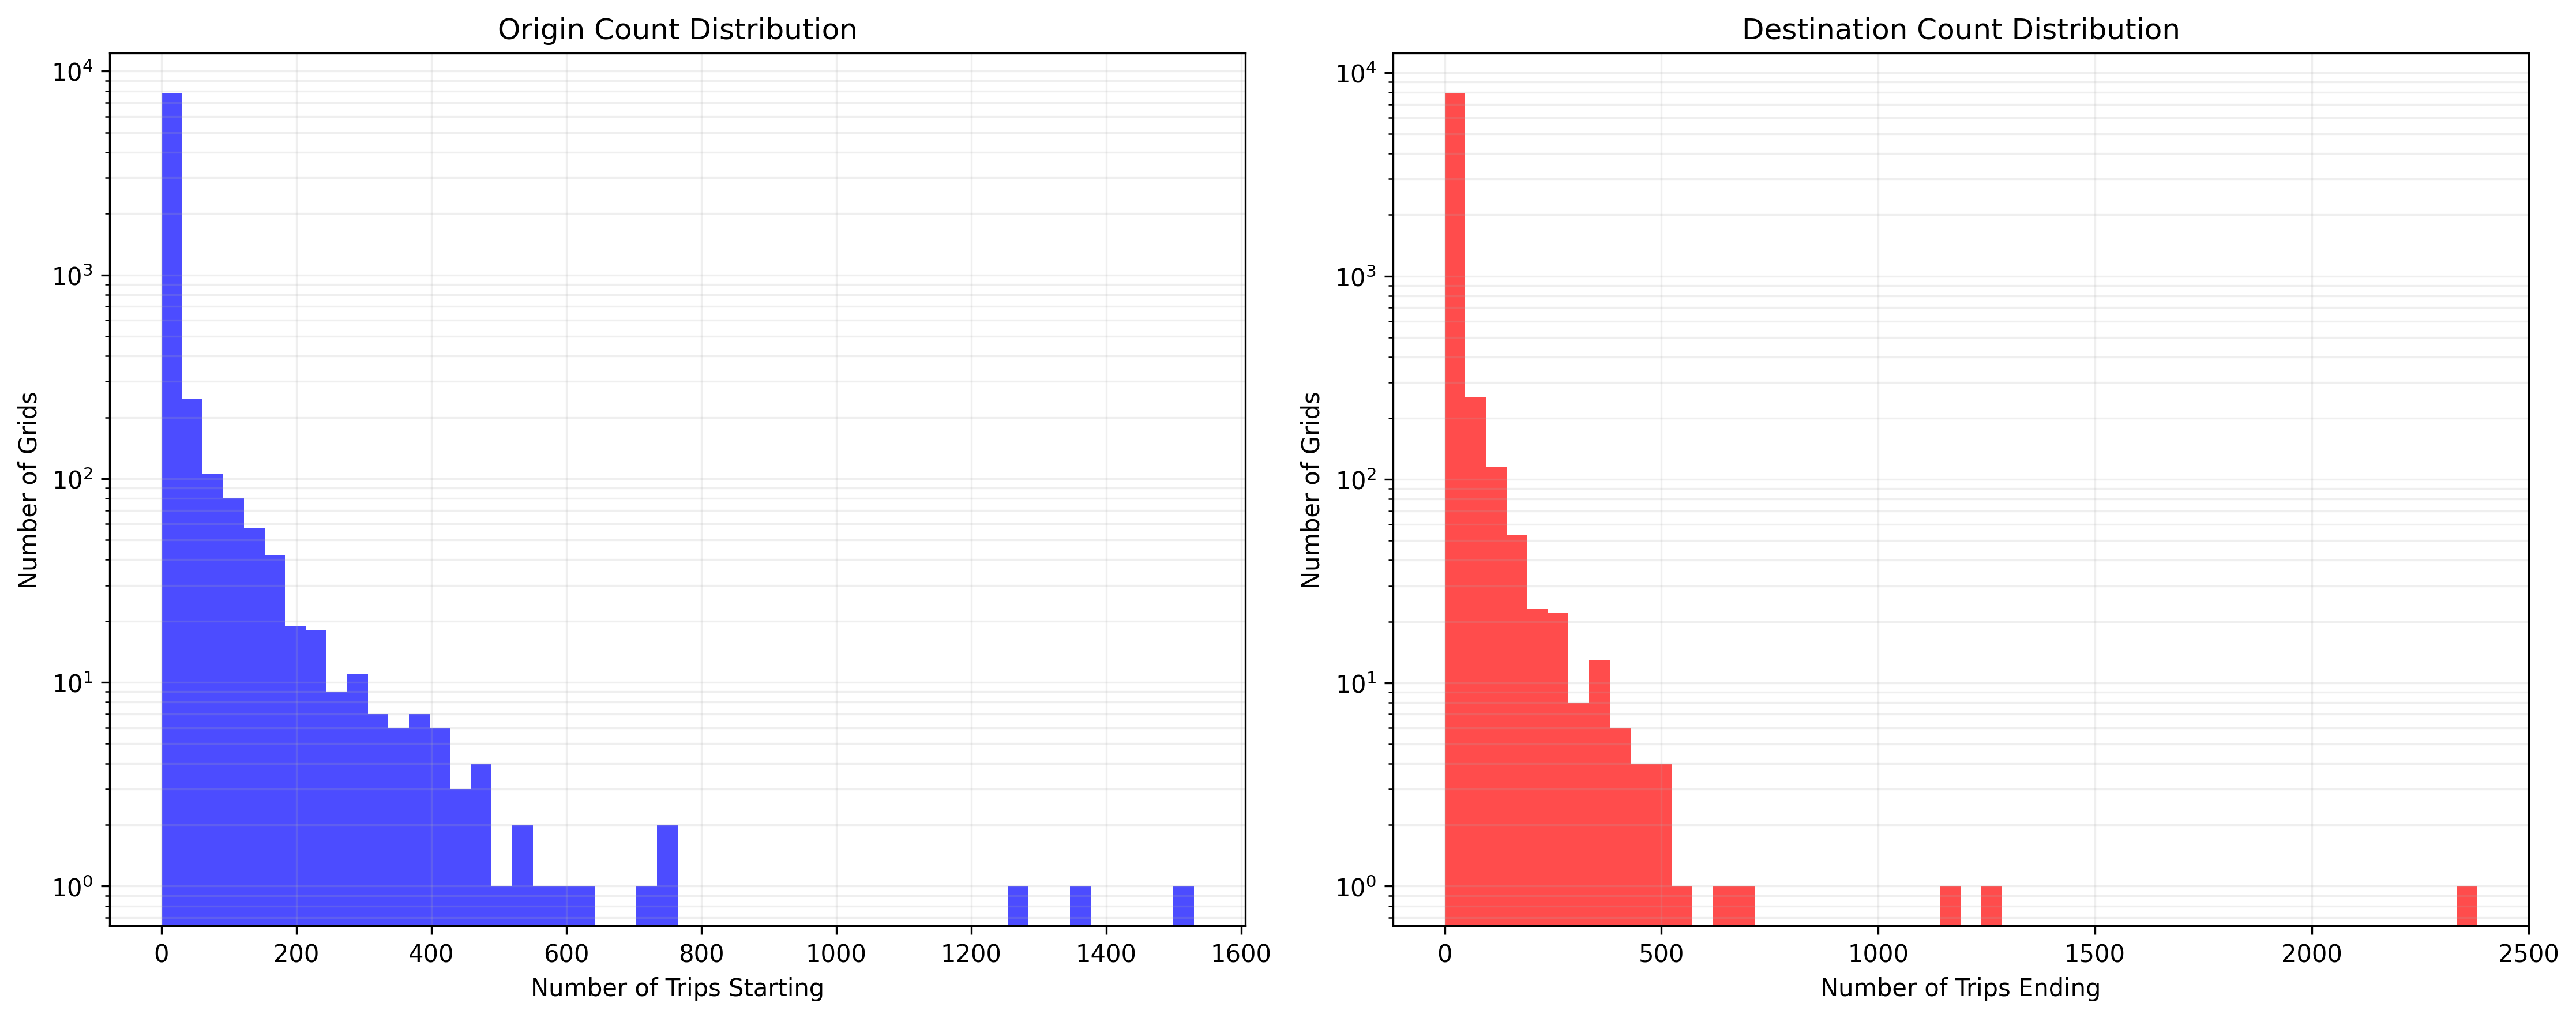 Origin Count Distribution
Number of Grids
10⁴
10³
10²
10¹
10⁰
0 200 400 600 800 1000 1200 1400 1600
Number of Trips Starting
Destination Count Distribution
Number of Grids
10⁴
10³
10²
10¹
10⁰
0 500 1000 1500 2000 2500
Number of Trips Ending